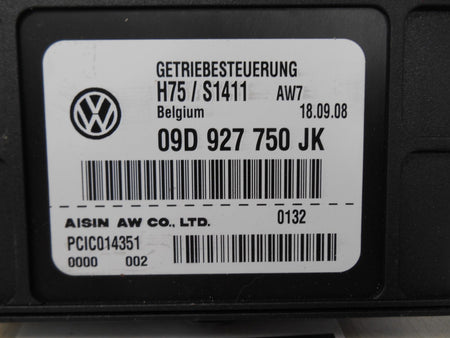 GETRIEBESTEUERUNG
H75 / S1411 AW7
Belgium 18.09.08
09D 927 750 JK
AISIN AW CO., LTD. 0132
PCIC014351
0000 002